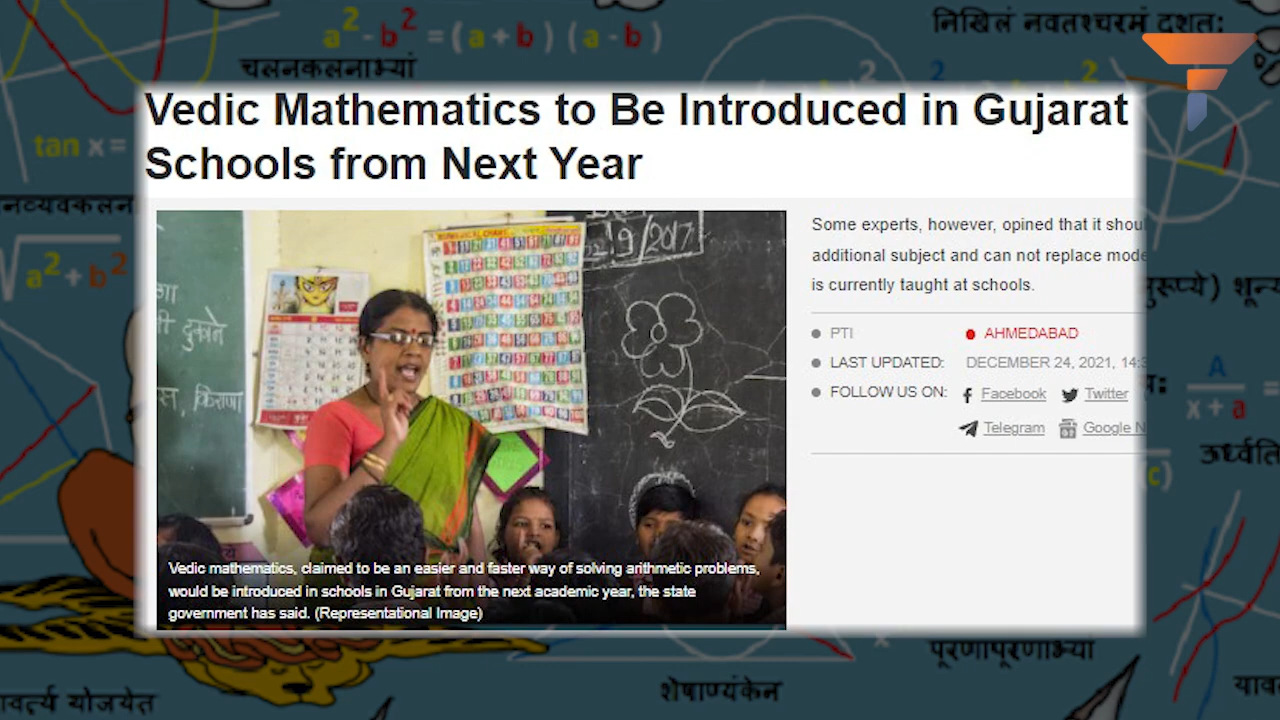 a² - b² = (a + b) (a - b)
निखिलं नवतश्चरमं दशतः
चलनकलनाभ्यां
tan x =
Vedic Mathematics to Be Introduced in Gujarat
Schools from Next Year
a² + b²
Some experts, however, opined that it shou
additional subject and can not replace mode
is currently taught at schools.
PTI
AHMEDABAD
LAST UPDATED:
DECEMBER 24, 2021, 14:3
FOLLOW US ON:
Facebook
Twitter
Telegram
Google N
9/2017
दुकाने
किराणा
A
x + a
शून्य
Vedic mathematics, claimed to be an easier and faster way of solving arithmetic problems,
would be introduced in schools in Gujarat from the next academic year, the state
government has said. (Representational Image)
पूरणापूरणाभ्यां
शेषाण्यंकेन
यावर्त्य योजयेत